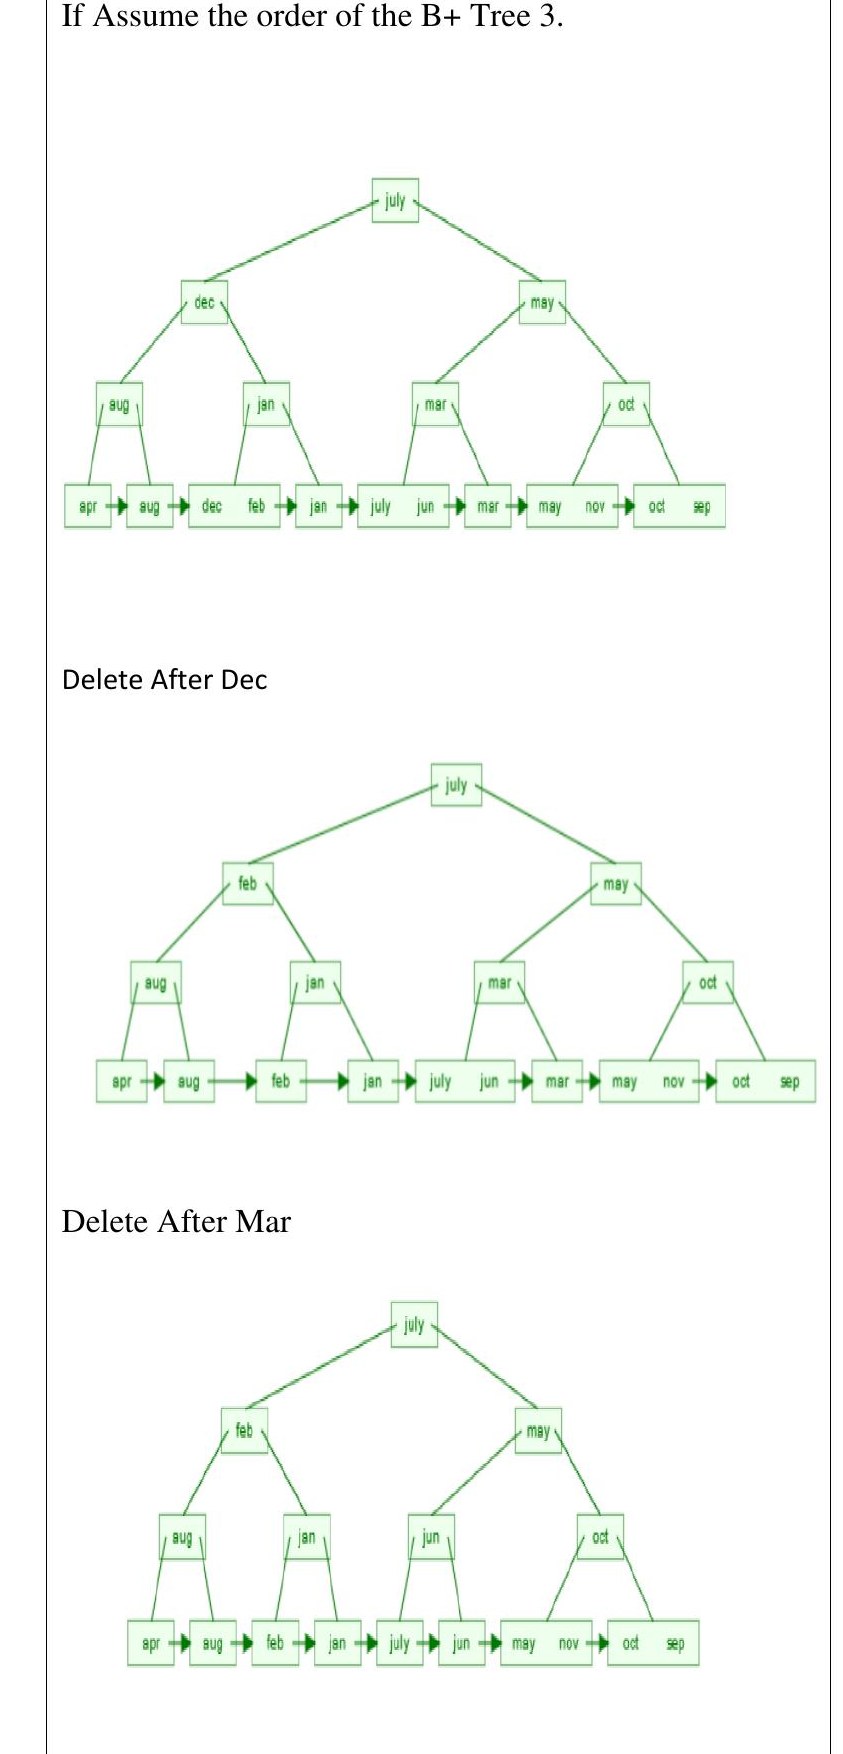 If Assume the order of the B+ Tree 3.
july
dec may
aug jan mar oct
apr aug dec feb jan july jun mar may nov oct sep
Delete After Dec
july
feb may
aug jan mar oct
apr aug feb jan july jun mar may nov oct sep
Delete After Mar
july
feb may
aug jan jun oct
apr aug feb jan july jun may nov oct sep